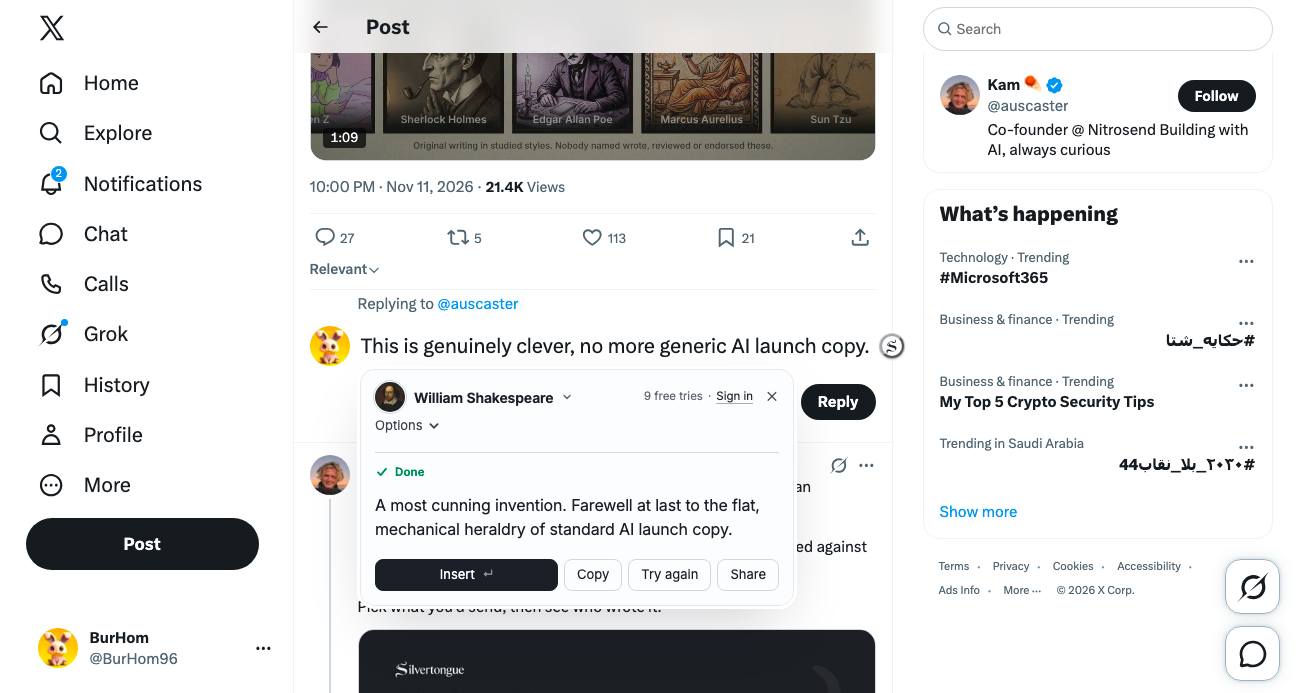 Home
Explore
2
Notifications
Chat
Calls
Grok
History
Profile
More
Post
BurHom
@BurHom96
Post
en Z
Sherlock Holmes
Edgar Allan Poe
Marcus Aurelius
Sun Tzu
1:09
Original writing in studied styles. Nobody named wrote, reviewed or endorsed these.
10:00 PM · Nov 11, 2026 · 21.4K Views
27
5
113
21
Relevant
Replying to @auscaster
This is genuinely clever, no more generic AI launch copy.
S
William Shakespeare
9 free tries · Sign in
Options
Reply
Done
A most cunning invention. Farewell at last to the flat,
mechanical heraldry of standard AI launch copy.
Insert
Copy
Try again
Share
an
ed against
Pick what you'd send, then see who wrote it.
Silvertongue
Search
Kam
@auscaster
Follow
Co-founder @ Nitrosend Building with
AI, always curious
What's happening
Technology · Trending
#Microsoft365
Business & finance · Trending
#حكايه_شتا
Business & finance · Trending
My Top 5 Crypto Security Tips
Trending in Saudi Arabia
#٢٠٣٠_بلا_نقاب44
Show more
Terms · Privacy · Cookies · Accessibility ·
Ads Info · More ··· © 2026 X Corp.